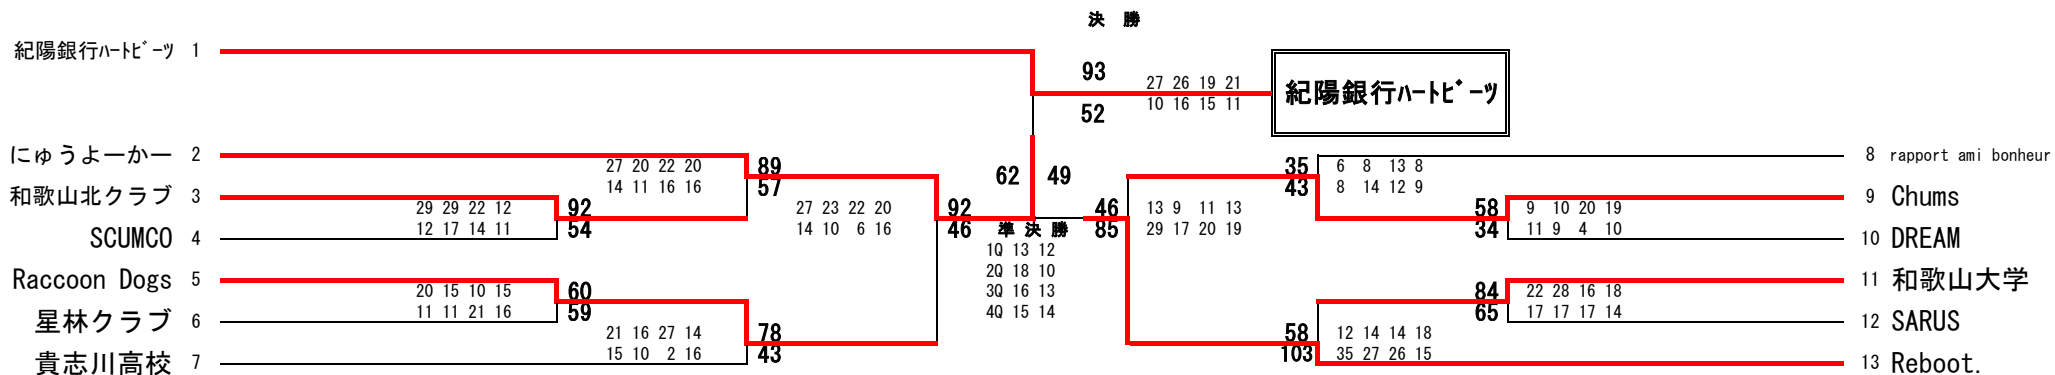 決 勝
紀陽銀行ﾊｰﾄﾋﾞｰﾂ 1
93
27 26 19 21
紀陽銀行ﾊｰﾄﾋﾞｰﾂ
52
10 16 15 11
にゅうよーかー 2
27 20 22 20
89
14 11 16 16
57
和歌山北クラブ 3
29 29 22 12
92
12 17 14 11
54
SCUMCO 4
27 23 22 20
92
14 10 6 16
46
Raccoon Dogs 5
20 15 10 15
60
11 11 21 16
59
星林クラブ 6
21 16 27 14
78
15 10 2 16
43
貴志川高校 7
62 49
準 決 勝
1Q 13 12
2Q 18 10
3Q 16 13
4Q 15 14
46
13 9 11 13
85
29 17 20 19
35
6 8 13 8
43
8 14 12 9
8 rapport ami bonheur
58
9 10 20 19
34
11 9 4 10
9 Chums
10 DREAM
84
22 28 16 18
65
17 17 17 14
11 和歌山大学
12 SARUS
58
12 14 14 18
103
35 27 26 15
13 Reboot.